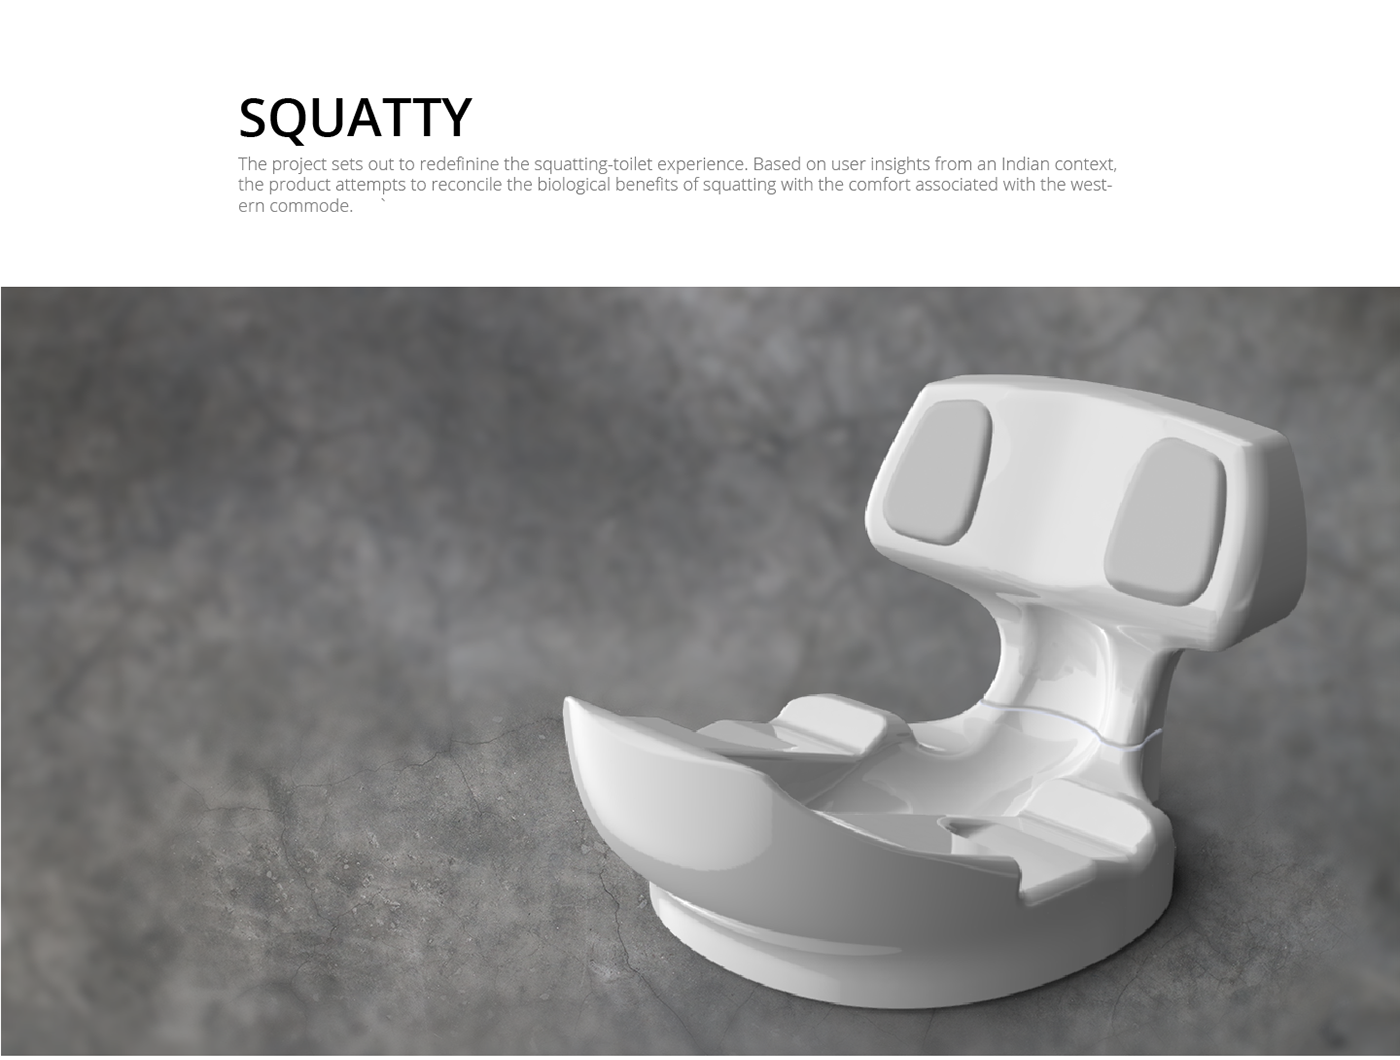 SQUATTY
The project sets out to redefinine the squatting-toilet experience. Based on user insights from an Indian context,
the product attempts to reconcile the biological benefits of squatting with the comfort associated with the west-
ern commode. `